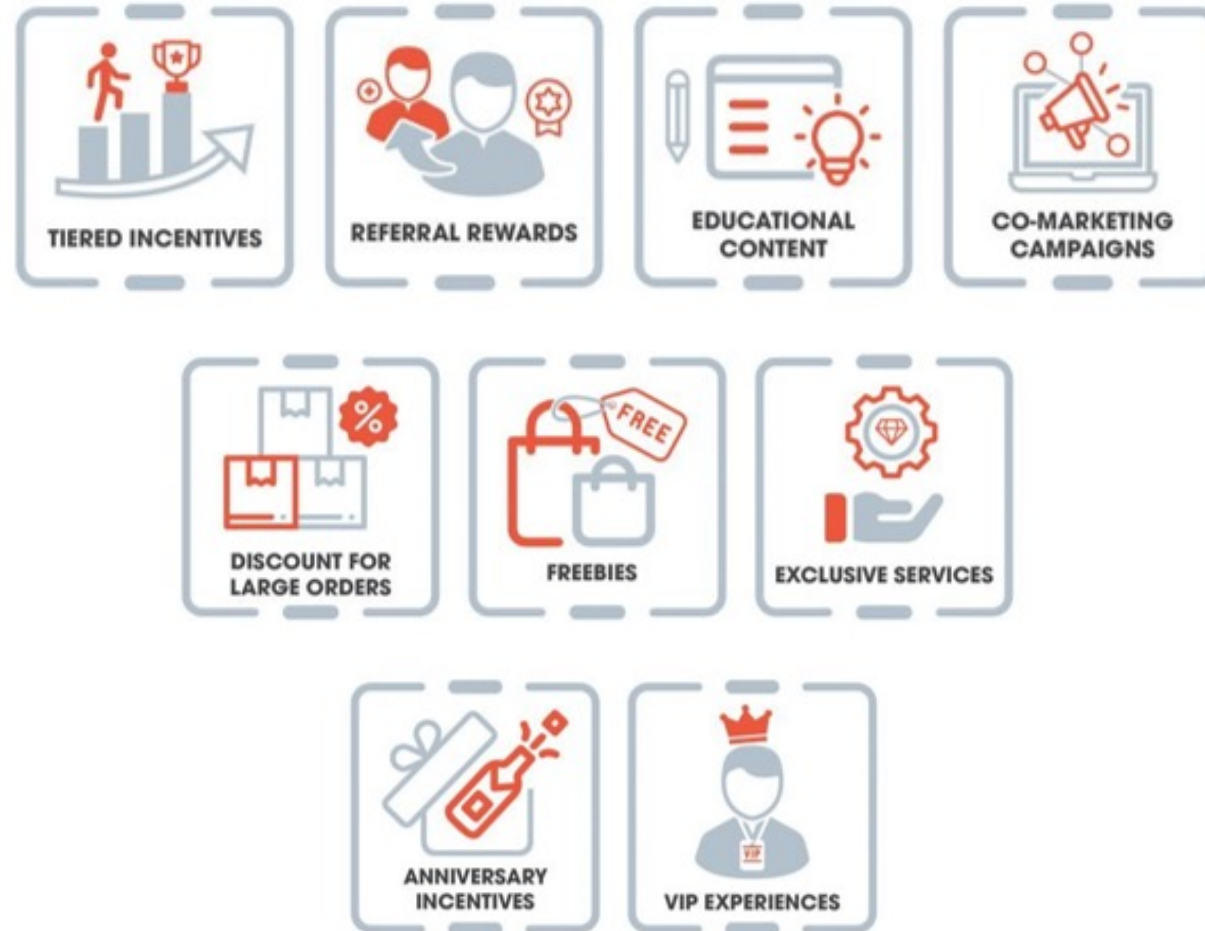 TIERED INCENTIVES
REFERRAL REWARDS
EDUCATIONAL
CONTENT
CO-MARKETING
CAMPAIGNS
%
DISCOUNT FOR
LARGE ORDERS
FREE
FREEBIES
EXCLUSIVE SERVICES
ANNIVERSARY
INCENTIVES
VIP
VIP EXPERIENCES